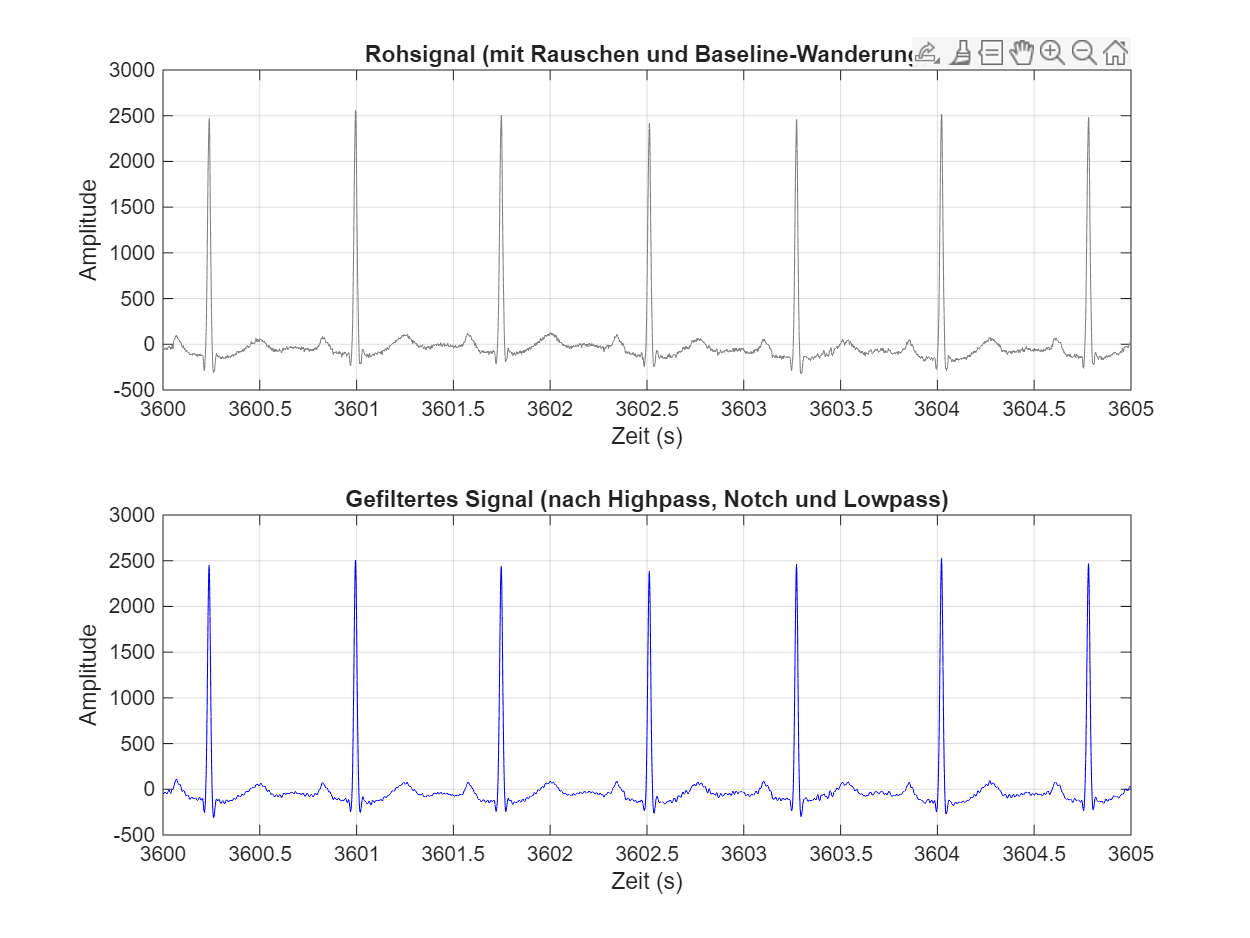 Rohsignal (mit Rauschen und Baseline-Wanderung
3000
2500
2000
1500
1000
500
0
-500
Amplitude
3600 3600.5 3601 3601.5 3602 3602.5 3603 3603.5 3604 3604.5 3605
Zeit (s)
Gefiltertes Signal (nach Highpass, Notch und Lowpass)
3000
2500
2000
1500
1000
500
0
-500
Amplitude
3600 3600.5 3601 3601.5 3602 3602.5 3603 3603.5 3604 3604.5 3605
Zeit (s)